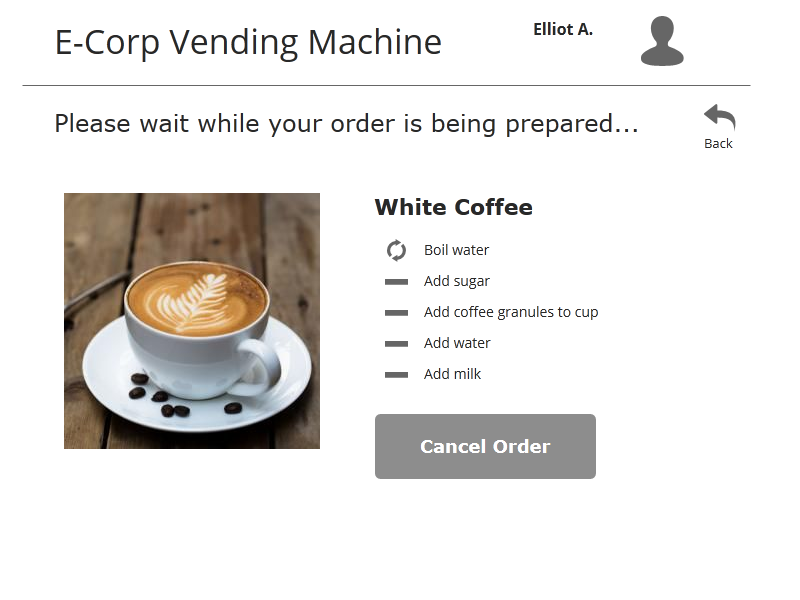 E-Corp Vending Machine
Elliot A.
Please wait while your order is being prepared...
Back
White Coffee
Boil water
Add sugar
Add coffee granules to cup
Add water
Add milk
Cancel Order